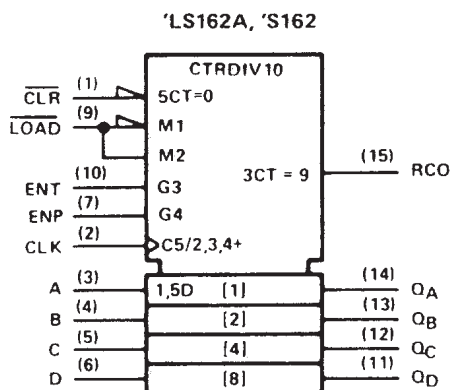 'LS162A, 'S162
CTRDIV10
CLR (1) 5CT=0
LOAD (9) M1
M2
ENT (10) G3 3CT = 9 (15) RCO
ENP (7) G4
CLK (2) C5/2,3,4+
A (3) 1,5D [1] (14) QA
B (4) [2] (13) QB
C (5) [4] (12) QC
D (6) [8] (11) QD